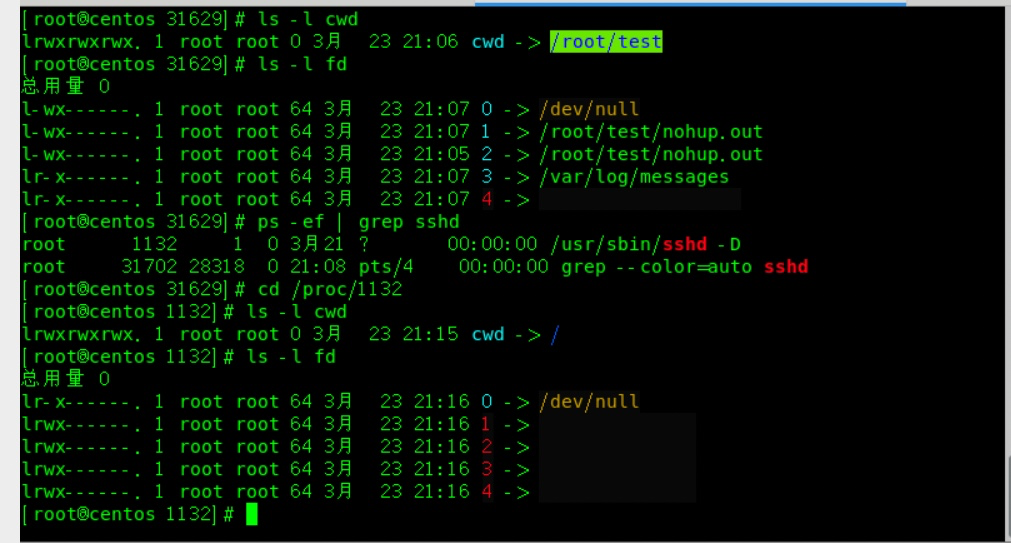 [root@centos 31629]# ls -l cwd
lrwxrwxrwx. 1 root root 0 3月  23 21:06 cwd -> /root/test
[root@centos 31629]# ls -l fd
总用量 0
l-wx------. 1 root root 64 3月  23 21:07 0 -> /dev/null
l-wx------. 1 root root 64 3月  23 21:07 1 -> /root/test/nohup.out
l-wx------. 1 root root 64 3月  23 21:05 2 -> /root/test/nohup.out
lr-x------. 1 root root 64 3月  23 21:07 3 -> /var/log/messages
lr-x------. 1 root root 64 3月  23 21:07 4 ->
[root@centos 31629]# ps -ef | grep sshd
root      1132     1  0 3月21 ?        00:00:00 /usr/sbin/sshd -D
root     31702 28318  0 21:08 pts/4    00:00:00 grep --color=auto sshd
[root@centos 31629]# cd /proc/1132
[root@centos 1132]# ls -l cwd
lrwxrwxrwx. 1 root root 0 3月  23 21:15 cwd -> /
[root@centos 1132]# ls -l fd
总用量 0
lr-x------. 1 root root 64 3月  23 21:16 0 -> /dev/null
lrwx------. 1 root root 64 3月  23 21:16 1 ->
lrwx------. 1 root root 64 3月  23 21:16 2 ->
lrwx------. 1 root root 64 3月  23 21:16 3 ->
lrwx------. 1 root root 64 3月  23 21:16 4 ->
[root@centos 1132]#